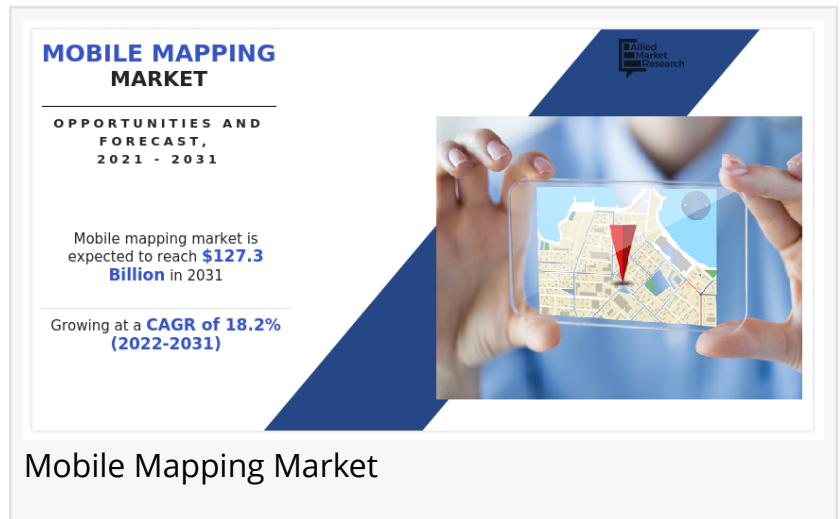 MOBILE MAPPING
MARKET
OPPORTUNITIES AND
FORECAST,
2021 - 2031
Mobile mapping market is
expected to reach $127.3
Billion in 2031
Growing at a CAGR of 18.2%
(2022-2031)
Allied
Market
Research
Mobile Mapping Market